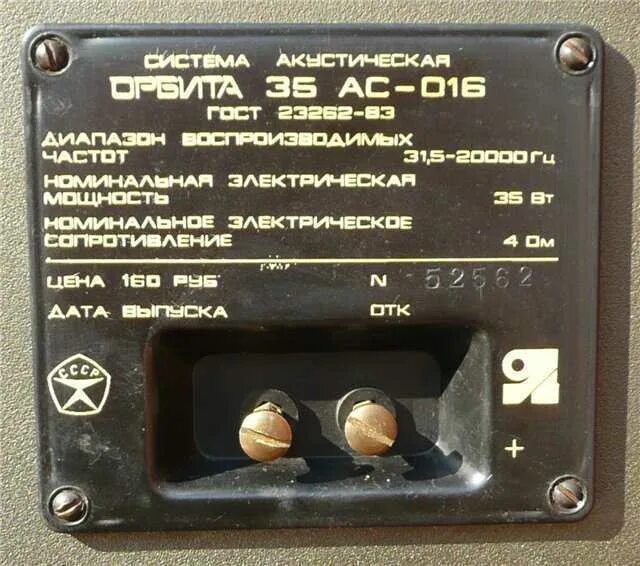 СИСТЕМА АКУСТИЧЕСКАЯ
ОРБИТА 35 АС-016
ГОСТ 23262-83
ДИАПАЗОН ВОСПРОИЗВОДИМЫХ
ЧАСТОТ 31,5-20000 Гц
НОМИНАЛЬНАЯ ЭЛЕКТРИЧЕСКАЯ
МОЩНОСТЬ 35 Вт
НОМИНАЛЬНОЕ ЭЛЕКТРИЧЕСКОЕ
СОПРОТИВЛЕНИЕ 4 Ом
ЦЕНА 160 РУБ N 52562
ДАТА ВЫПУСКА ОТК
СССР
+